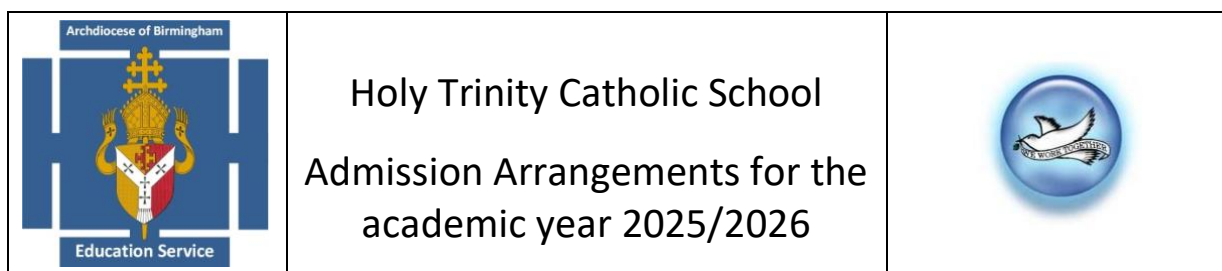 Archdiocese of Birmingham
Education Service
Holy Trinity Catholic School
Admission Arrangements for the
academic year 2025/2026
WORK TOGETHER